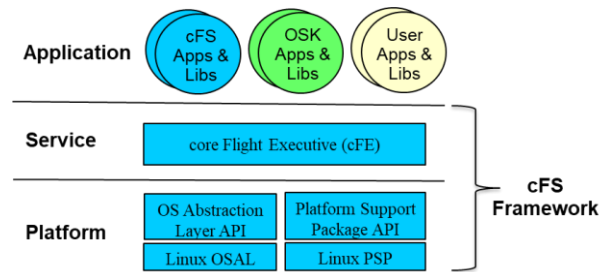 Application
cFS
Apps &
Libs
OSK
Apps &
Libs
User
Apps &
Libs
Service
core Flight Executive (cFE)
cFS
Framework
Platform
OS Abstraction
Layer API
Platform Support
Package API
Linux OSAL
Linux PSP